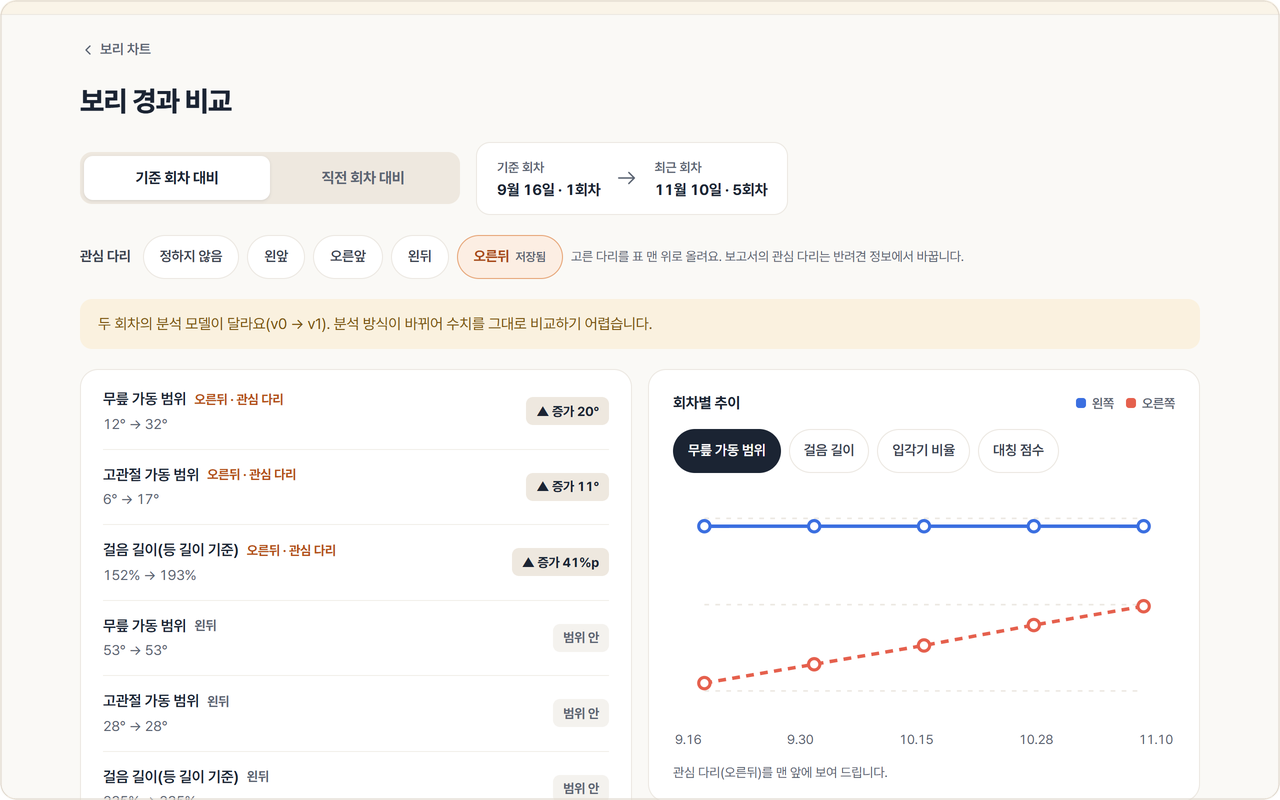 보리 차트
보리 경과 비교
기준 회차 대비
직전 회차 대비
기준 회차
9월 16일 · 1회차
→
최근 회차
11월 10일 · 5회차
관심 다리
정하지 않음
왼앞
오른앞
왼뒤
오른뒤 저장됨
고른 다리를 표 맨 위로 올려요. 보고서의 관심 다리는 반려견 정보에서 바꿉니다.
두 회차의 분석 모델이 달라요(v0 → v1). 분석 방식이 바뀌어 수치를 그대로 비교하기 어렵습니다.
무릎 가동 범위 오른뒤 · 관심 다리
12° → 32°
▲ 증가 20°
고관절 가동 범위 오른뒤 · 관심 다리
6° → 17°
▲ 증가 11°
걸음 길이(등 길이 기준) 오른뒤 · 관심 다리
152% → 193%
▲ 증가 41%p
무릎 가동 범위 왼뒤
53° → 53°
범위 안
고관절 가동 범위 왼뒤
28° → 28°
범위 안
걸음 길이(등 길이 기준) 왼뒤
범위 안
회차별 추이
왼쪽
오른쪽
무릎 가동 범위
걸음 길이
입각기 비율
대칭 점수
9.16
9.30
10.15
10.28
11.10
관심 다리(오른뒤)를 맨 앞에 보여 드립니다.